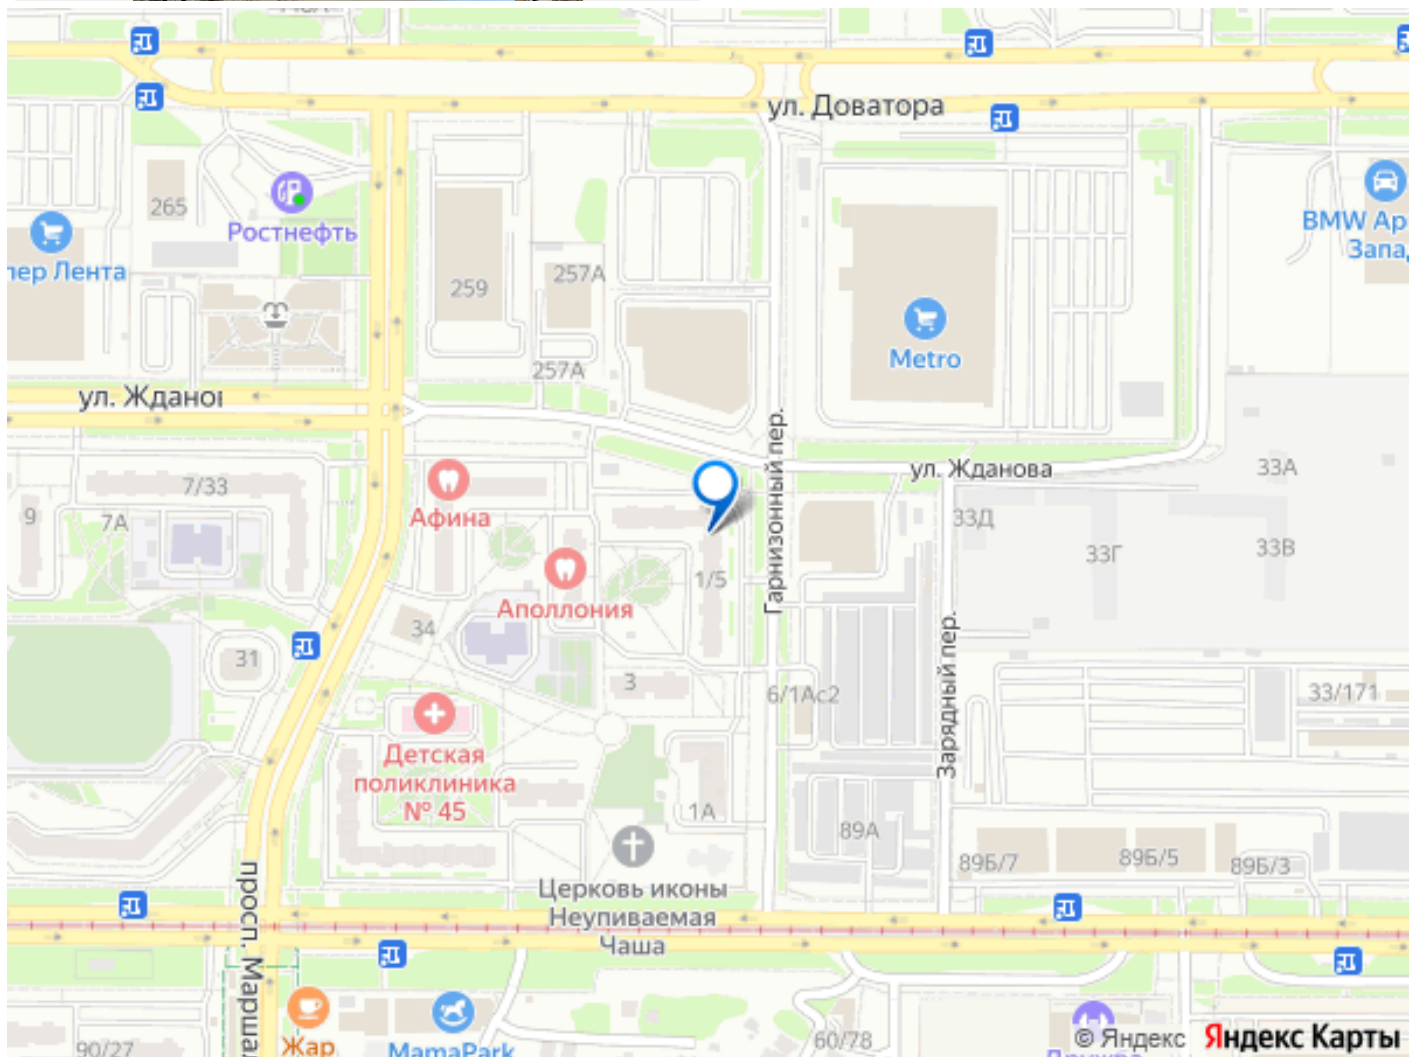 ул. Доватора
265
Ростнефть
BMW Ap
Запа
пер Лента
259
257А
Metro
257А
ул. Ждано
Гарнизонный пер.
ул. Жданова
33А
7/33
Афина
9
7А
33Д
33Г
33В
1/5
Аполлония
34
31
3
6/1Ас2
Зарядный пер.
33/171
Детская
поликлиника
№ 45
1А
89А
89Б/7
89Б/5
89Б/3
Церковь иконы
Неупиваемая
Чаша
просп. Маршал
90/27
Жар
MamaPark
60/78
© Яндекс
Яндекс Карты